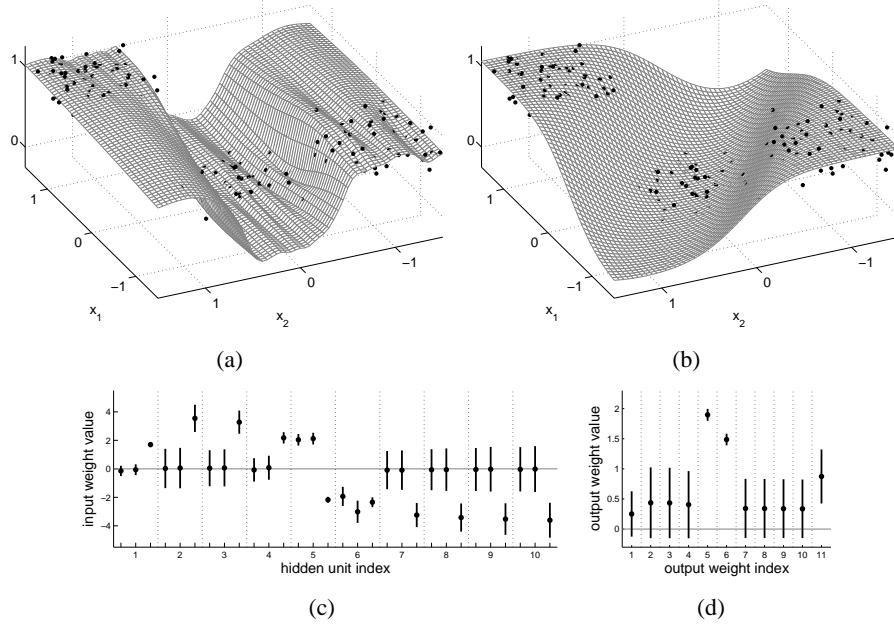 1
0
1
0
−1
x1
1
0
−1
x2
(a)
1
0
1
0
−1
x1
1
0
−1
x2
(b)
4
2
0
−2
−4
input weight value
1 2 3 4 5 6 7 8 9 10
hidden unit index
(c)
2
1.5
1
0.5
0
output weight value
1 2 3 4 5 6 7 8 9 10 11
output weight index
(d)